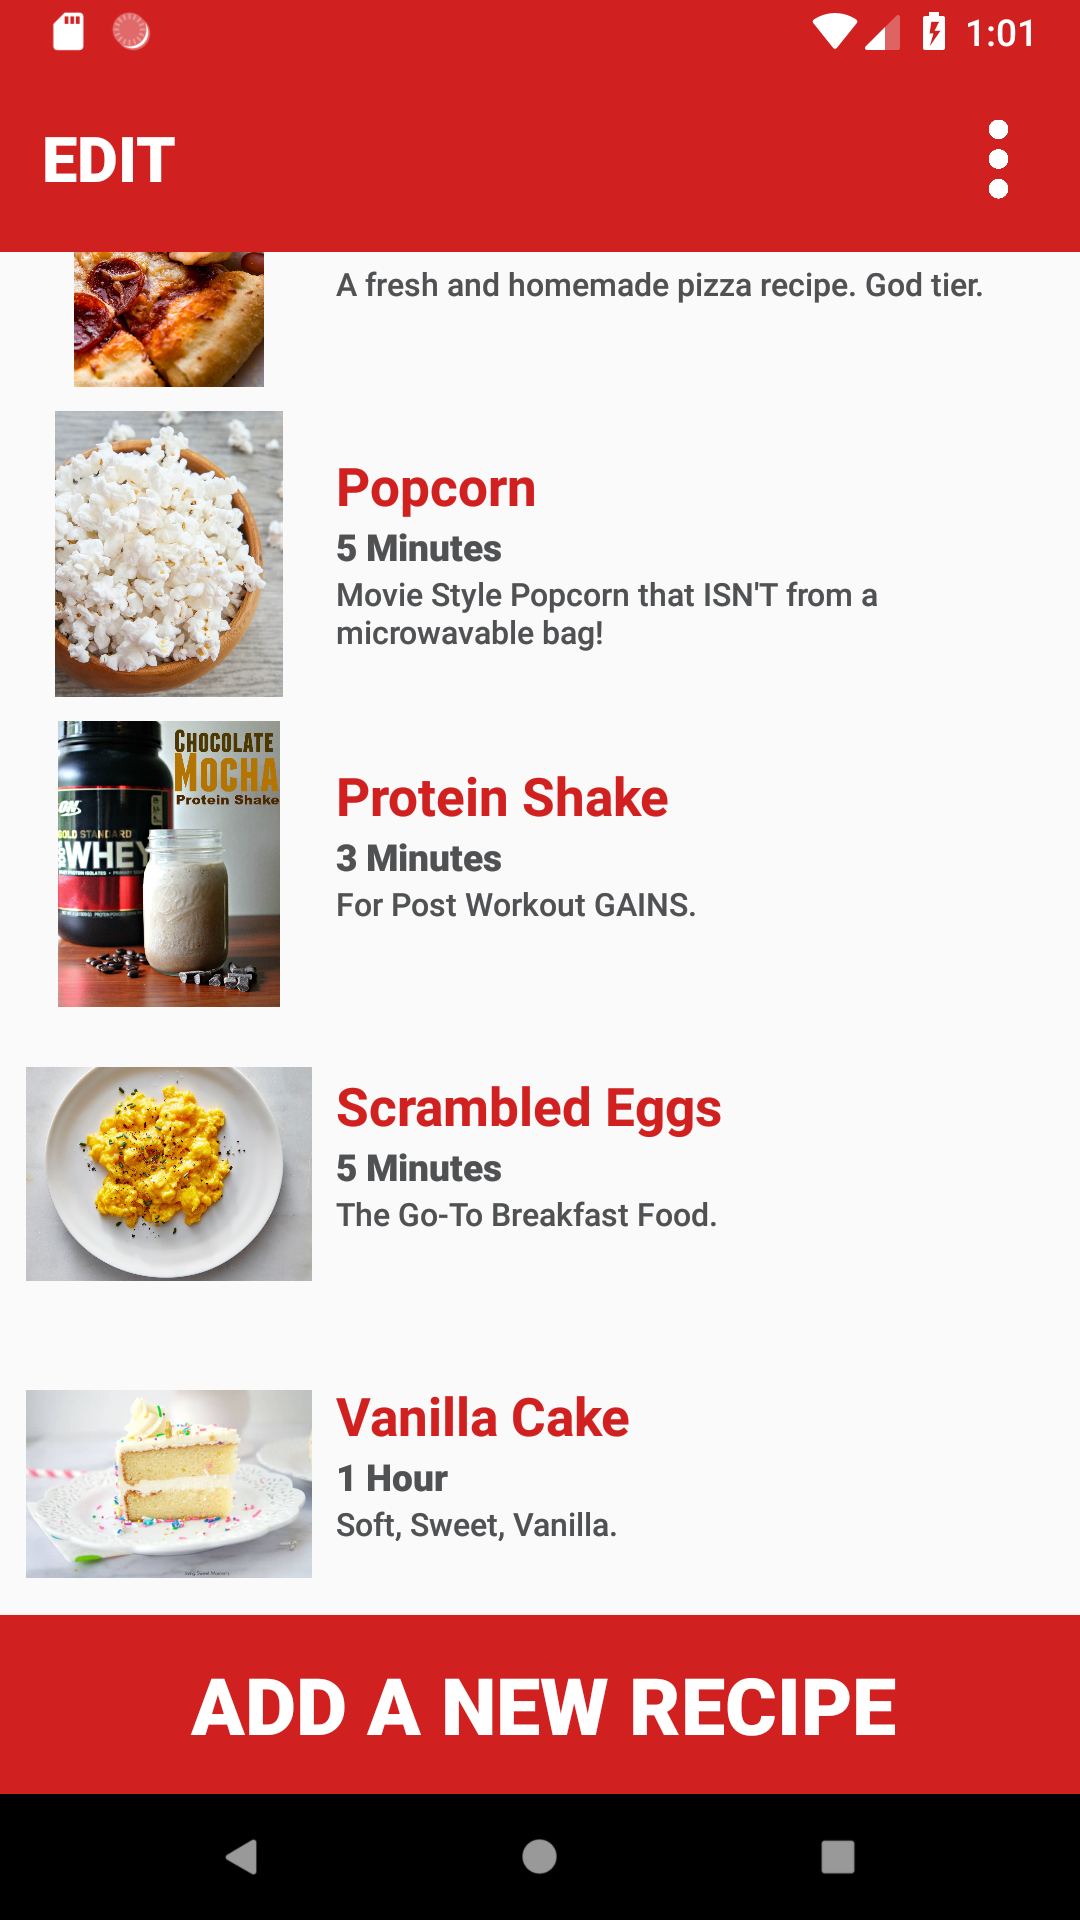 1:01
EDIT
A fresh and homemade pizza recipe. God tier.
Popcorn
5 Minutes
Movie Style Popcorn that ISN'T from a
microwavable bag!
CHOCOLATE
MOCHA
Protein Shake
ON
GOLD STANDARD
WHEY
Protein Shake
3 Minutes
For Post Workout GAINS.
Scrambled Eggs
5 Minutes
The Go-To Breakfast Food.
Vanilla Cake
1 Hour
Soft, Sweet, Vanilla.
ADD A NEW RECIPE